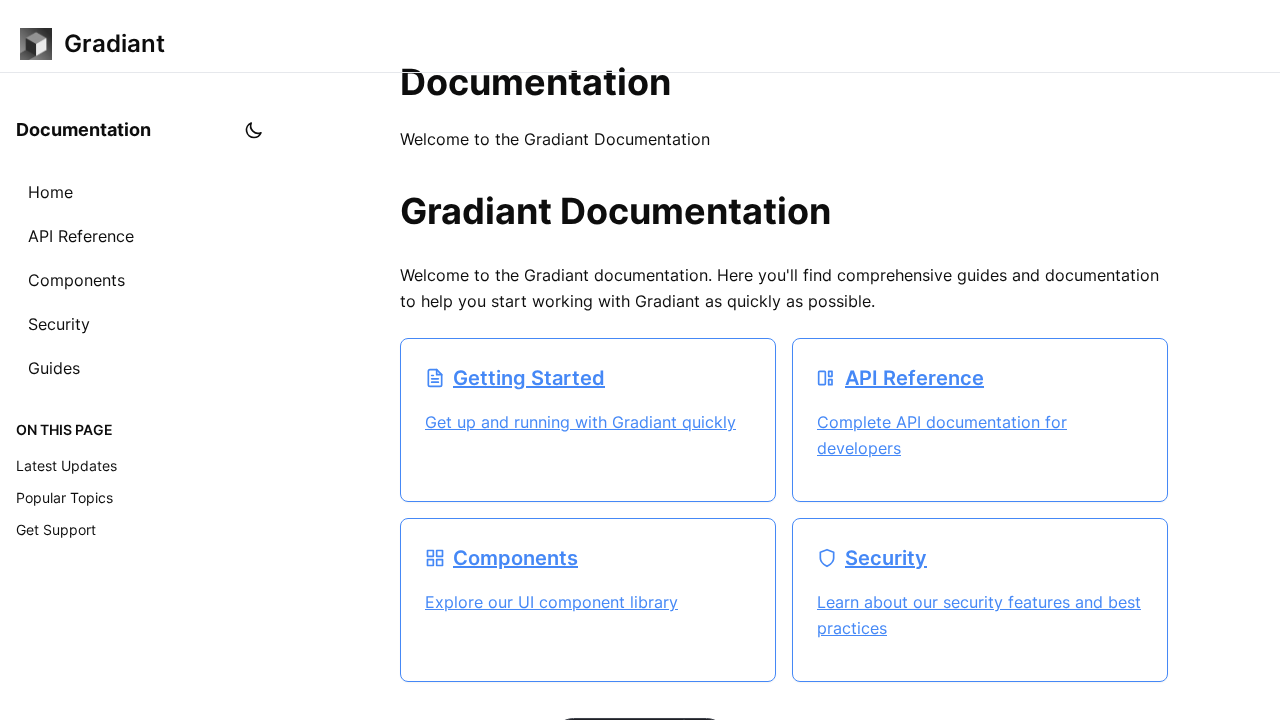 Gradiant
Documentation
Documentation
Home
API Reference
Components
Security
Guides
ON THIS PAGE
Latest Updates
Popular Topics
Get Support
Welcome to the Gradiant Documentation
Gradiant Documentation
Welcome to the Gradiant documentation. Here you'll find comprehensive guides and documentation
to help you start working with Gradiant as quickly as possible.
Getting Started
Get up and running with Gradiant quickly
API Reference
Complete API documentation for
developers
Components
Explore our UI component library
Security
Learn about our security features and best
practices